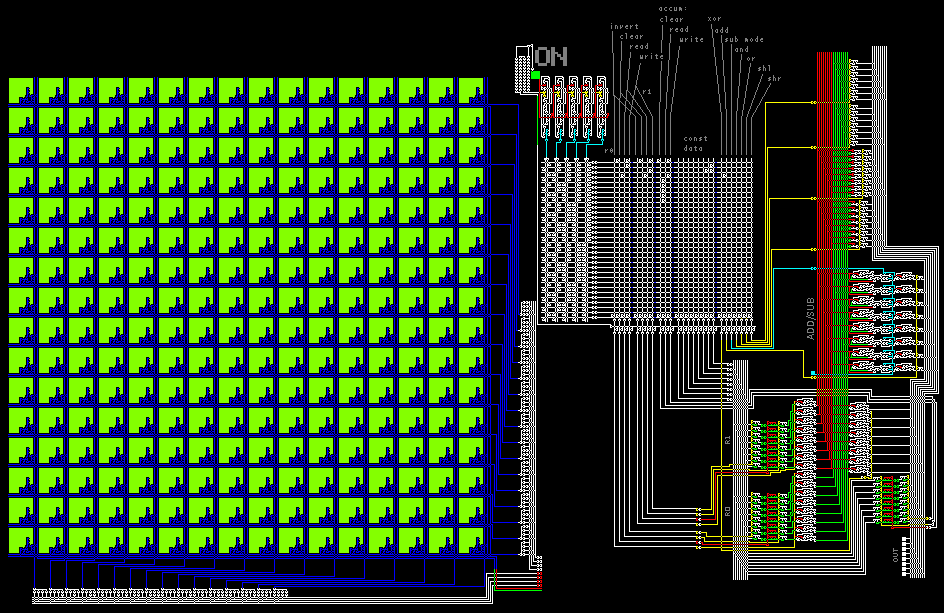 accum:
clear
read
write
xor
add
sub mode
and
or
shl
shr
invert
clear
read
write
r1
ON
const
data
r0
ADD/SUB
R1
R0
OUT